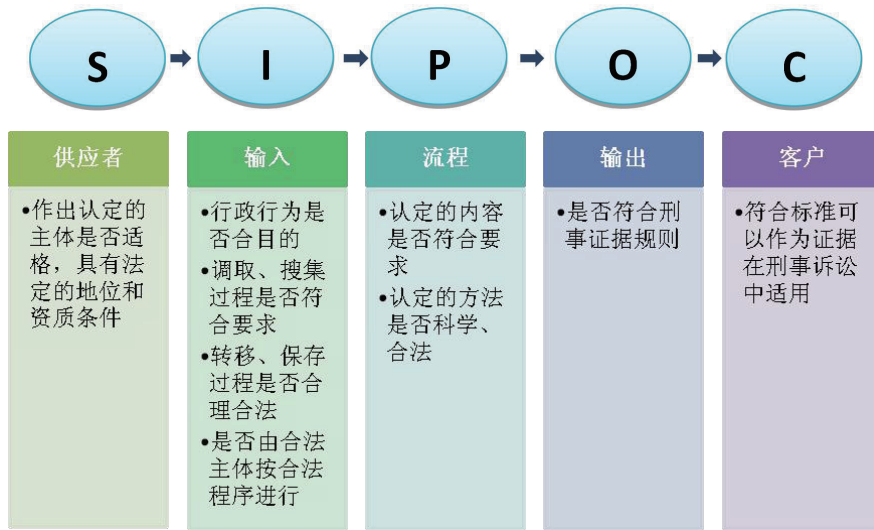 S
I
P
O
C
供应者
•作出认定的
主体是否适
格，具有法
定的地位和
资质条件
输入
•行政行为是
否合目的
•调取、搜集
过程是否符
合要求
•转移、保存
过程是否合
理合法
•是否由合法
主体按合法
程序进行
流程
•认定的内容
是否符合要
求
•认定的方法
是否科学、
合法
输出
•是否符合刑
事证据规则
客户
•符合标准可
以作为证据
在刑事诉讼
中适用